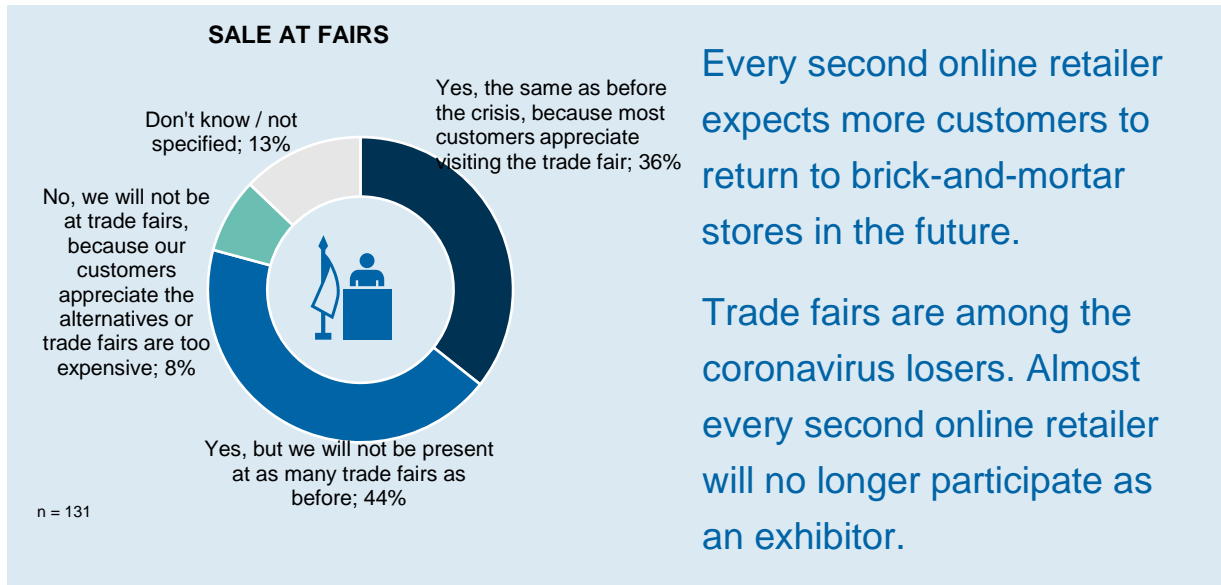 SALE AT FAIRS
Yes, the same as before
the crisis, because most
customers appreciate
visiting the trade fair; 36%
Don't know / not
specified; 13%
No, we will not be
at trade fairs,
because our
customers
appreciate the
alternatives or
trade fairs are too
expensive; 8%
Yes, but we will not be present
at as many trade fairs as
before; 44%
n = 131
Every second online retailer
expects more customers to
return to brick-and-mortar
stores in the future.
Trade fairs are among the
coronavirus losers. Almost
every second online retailer
will no longer participate as
an exhibitor.